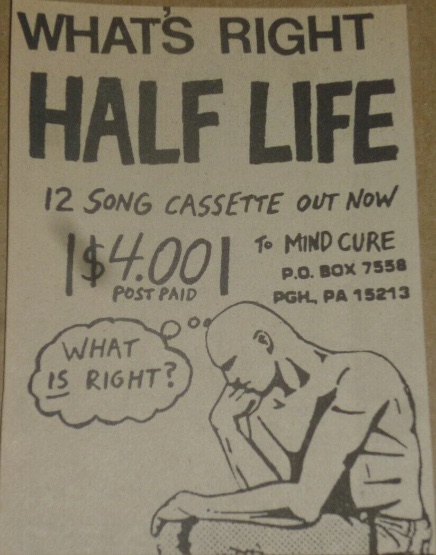 WHAT'S RIGHT
HALF LIFE
12 SONG CASSETTE OUT NOW
$4.00
POST PAID
To MIND CURE
P.O. BOX 7558
PGH., PA 15213
WHAT
IS RIGHT?